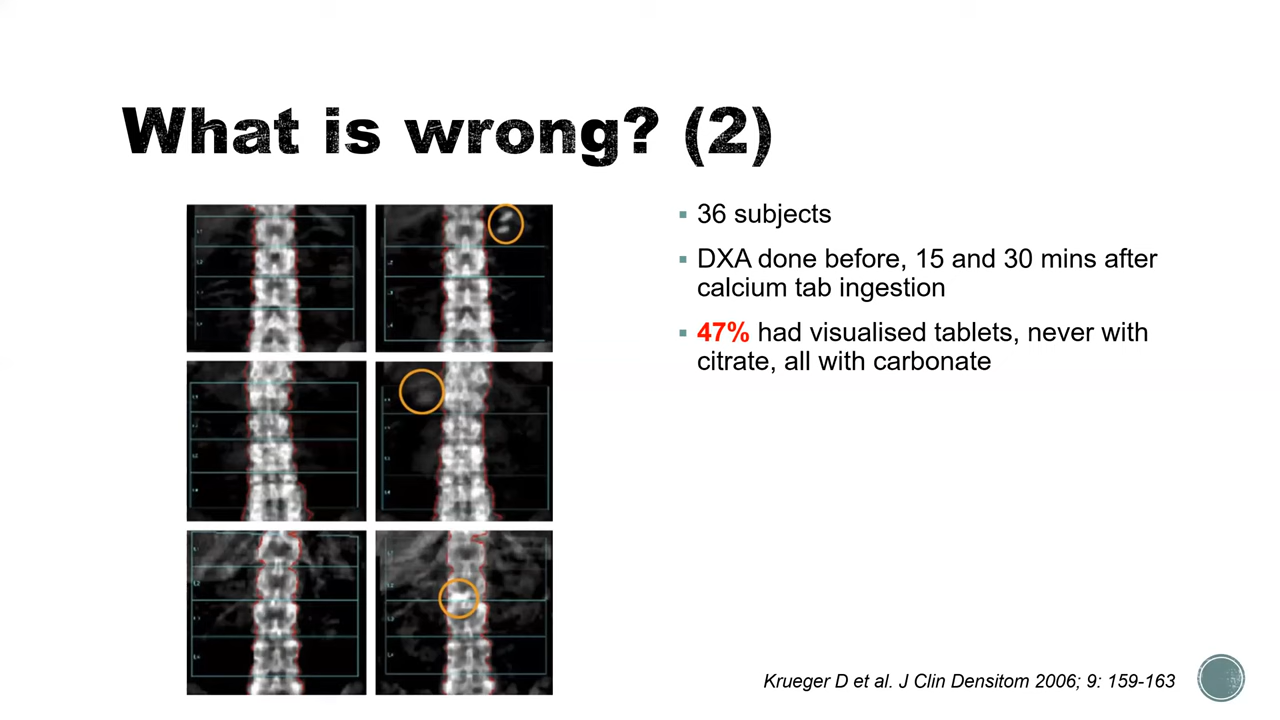 What is wrong? (2)
▪ 36 subjects
▪ DXA done before, 15 and 30 mins after
calcium tab ingestion
▪ 47% had visualised tablets, never with
citrate, all with carbonate
Krueger D et al. J Clin Densitom 2006; 9: 159-163